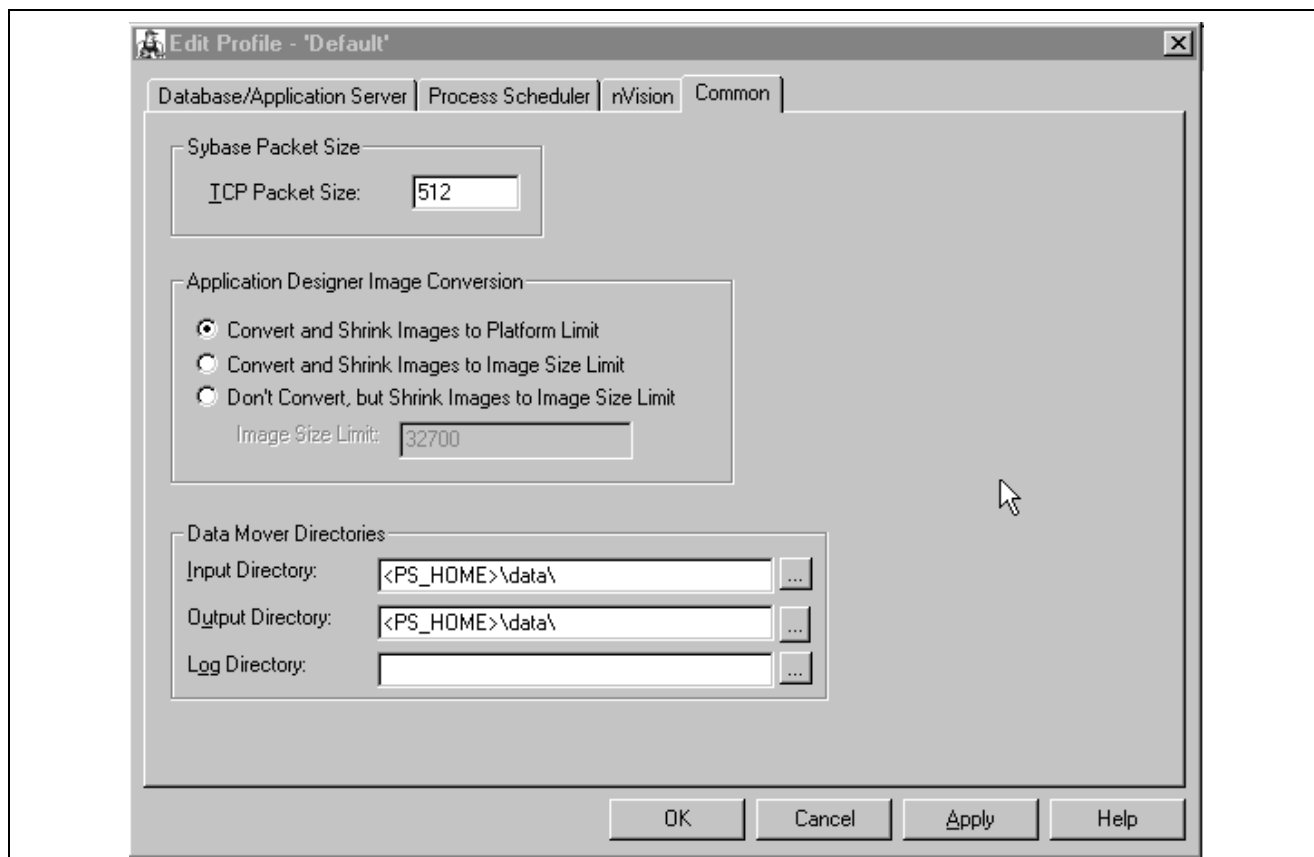 Edit Profile - 'Default'
Database/Application Server Process Scheduler nVision Common
Sybase Packet Size
TCP Packet Size: 512
Application Designer Image Conversion
Convert and Shrink Images to Platform Limit
Convert and Shrink Images to Image Size Limit
Don't Convert, but Shrink Images to Image Size Limit
Image Size Limit: 32700
Data Mover Directories
Input Directory: <PS_HOME>\data\ ...
Output Directory: <PS_HOME>\data\ ...
Log Directory: ...
OK Cancel Apply Help